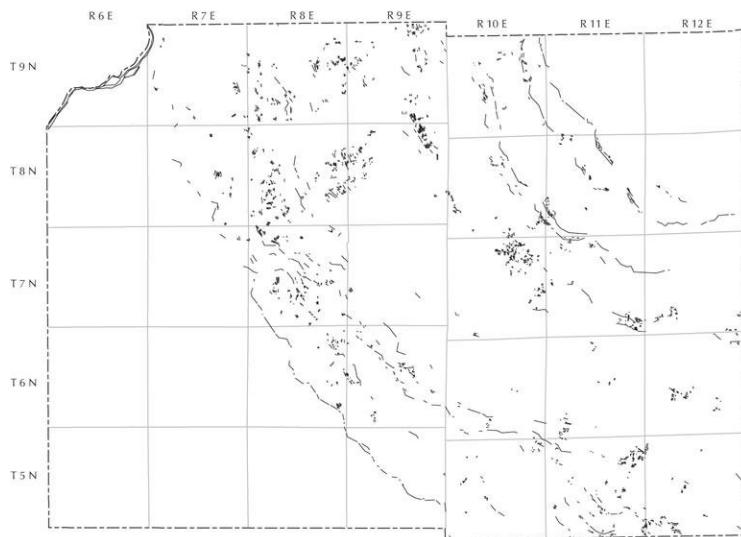 R6E R7E R8E R9E R10E R11E R12E
T9N
T8N
T7N
T6N
T5N